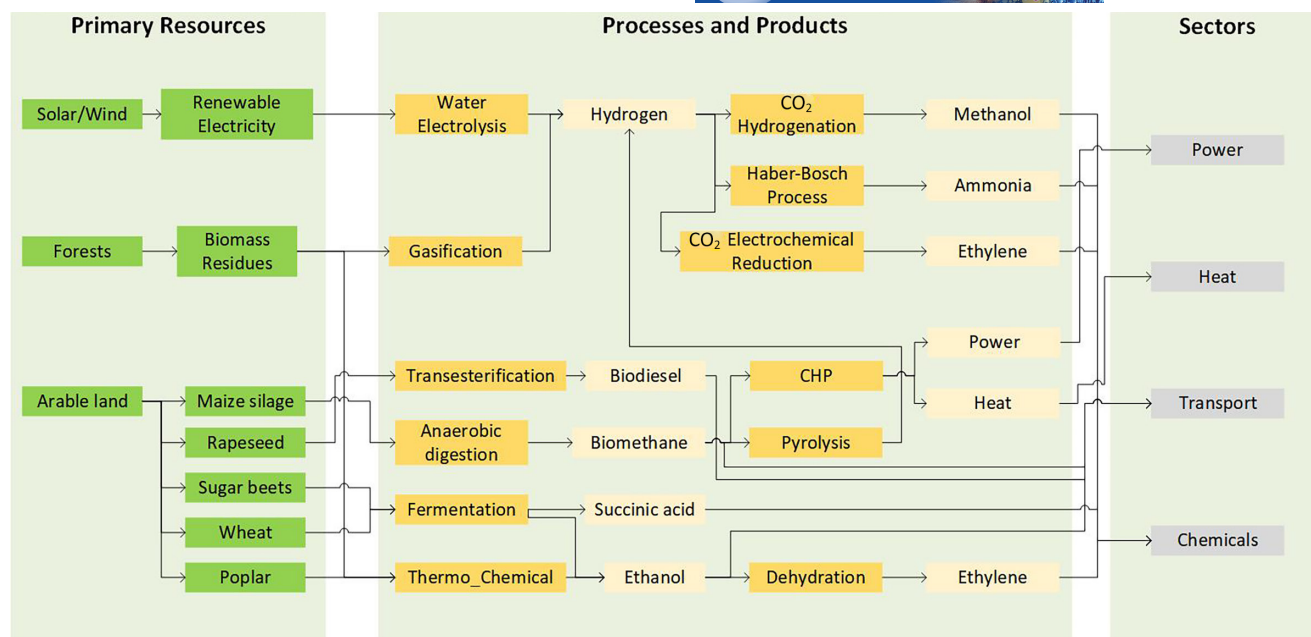 Primary Resources
Processes and Products
Sectors
Solar/Wind
Renewable
Electricity
Water
Electrolysis
Hydrogen
CO₂
Hydrogenation
Methanol
Power
Haber-Bosch
Process
Ammonia
Forests
Biomass
Residues
Gasification
CO₂ Electrochemical
Reduction
Ethylene
Heat
Power
Transesterification
Biodiesel
CHP
Arable land
Maize silage
Heat
Transport
Rapeseed
Anaerobic
digestion
Biomethane
Pyrolysis
Sugar beets
Fermentation
Succinic acid
Wheat
Chemicals
Poplar
Thermo_Chemical
Ethanol
Dehydration
Ethylene